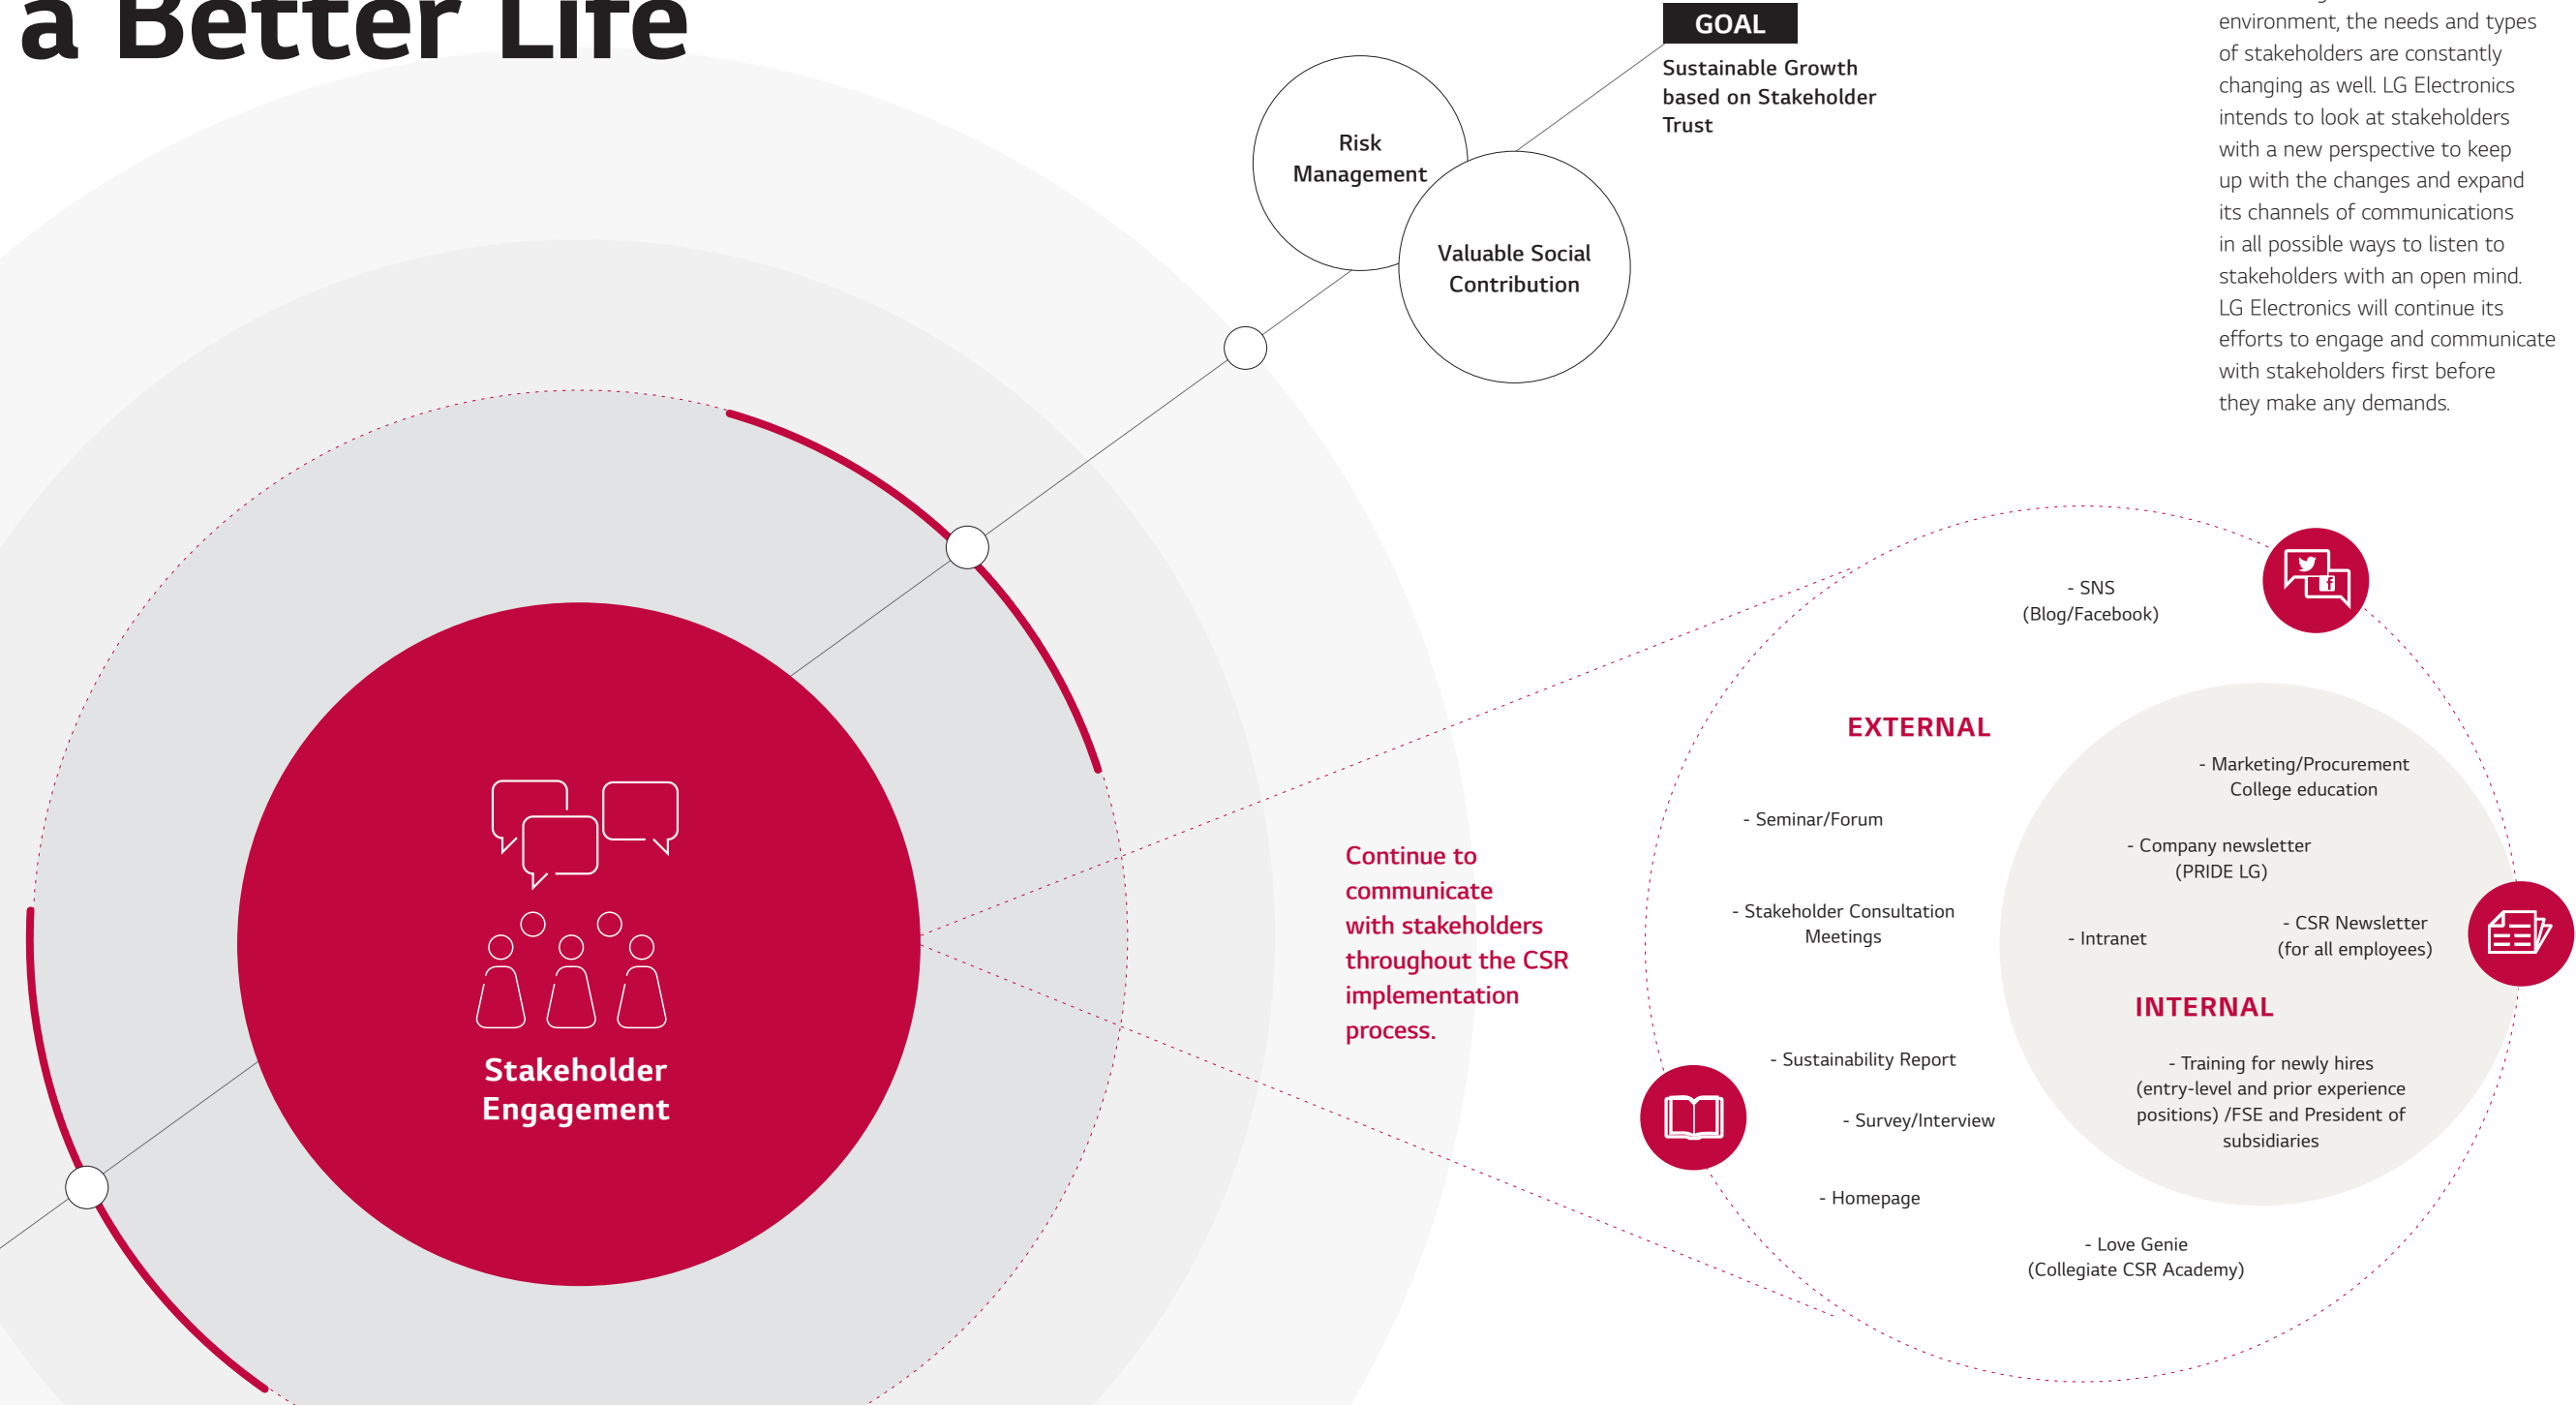 a Better Life
GOAL
Sustainable Growth
based on Stakeholder
Trust
Risk
Management
Valuable Social
Contribution
environment, the needs and types
of stakeholders are constantly
changing as well. LG Electronics
intends to look at stakeholders
with a new perspective to keep
up with the changes and expand
its channels of communications
in all possible ways to listen to
stakeholders with an open mind.
LG Electronics will continue its
efforts to engage and communicate
with stakeholders first before
they make any demands.
Stakeholder
Engagement
Continue to
communicate
with stakeholders
throughout the CSR
implementation
process.
- SNS
(Blog/Facebook)
EXTERNAL
- Seminar/Forum
- Stakeholder Consultation
Meetings
- Sustainability Report
- Survey/Interview
- Homepage
- Love Genie
(Collegiate CSR Academy)
- Marketing/Procurement
College education
- Company newsletter
(PRIDE LG)
- Intranet
- CSR Newsletter
(for all employees)
INTERNAL
- Training for newly hires
(entry-level and prior experience
positions) /FSE and President of
subsidiaries